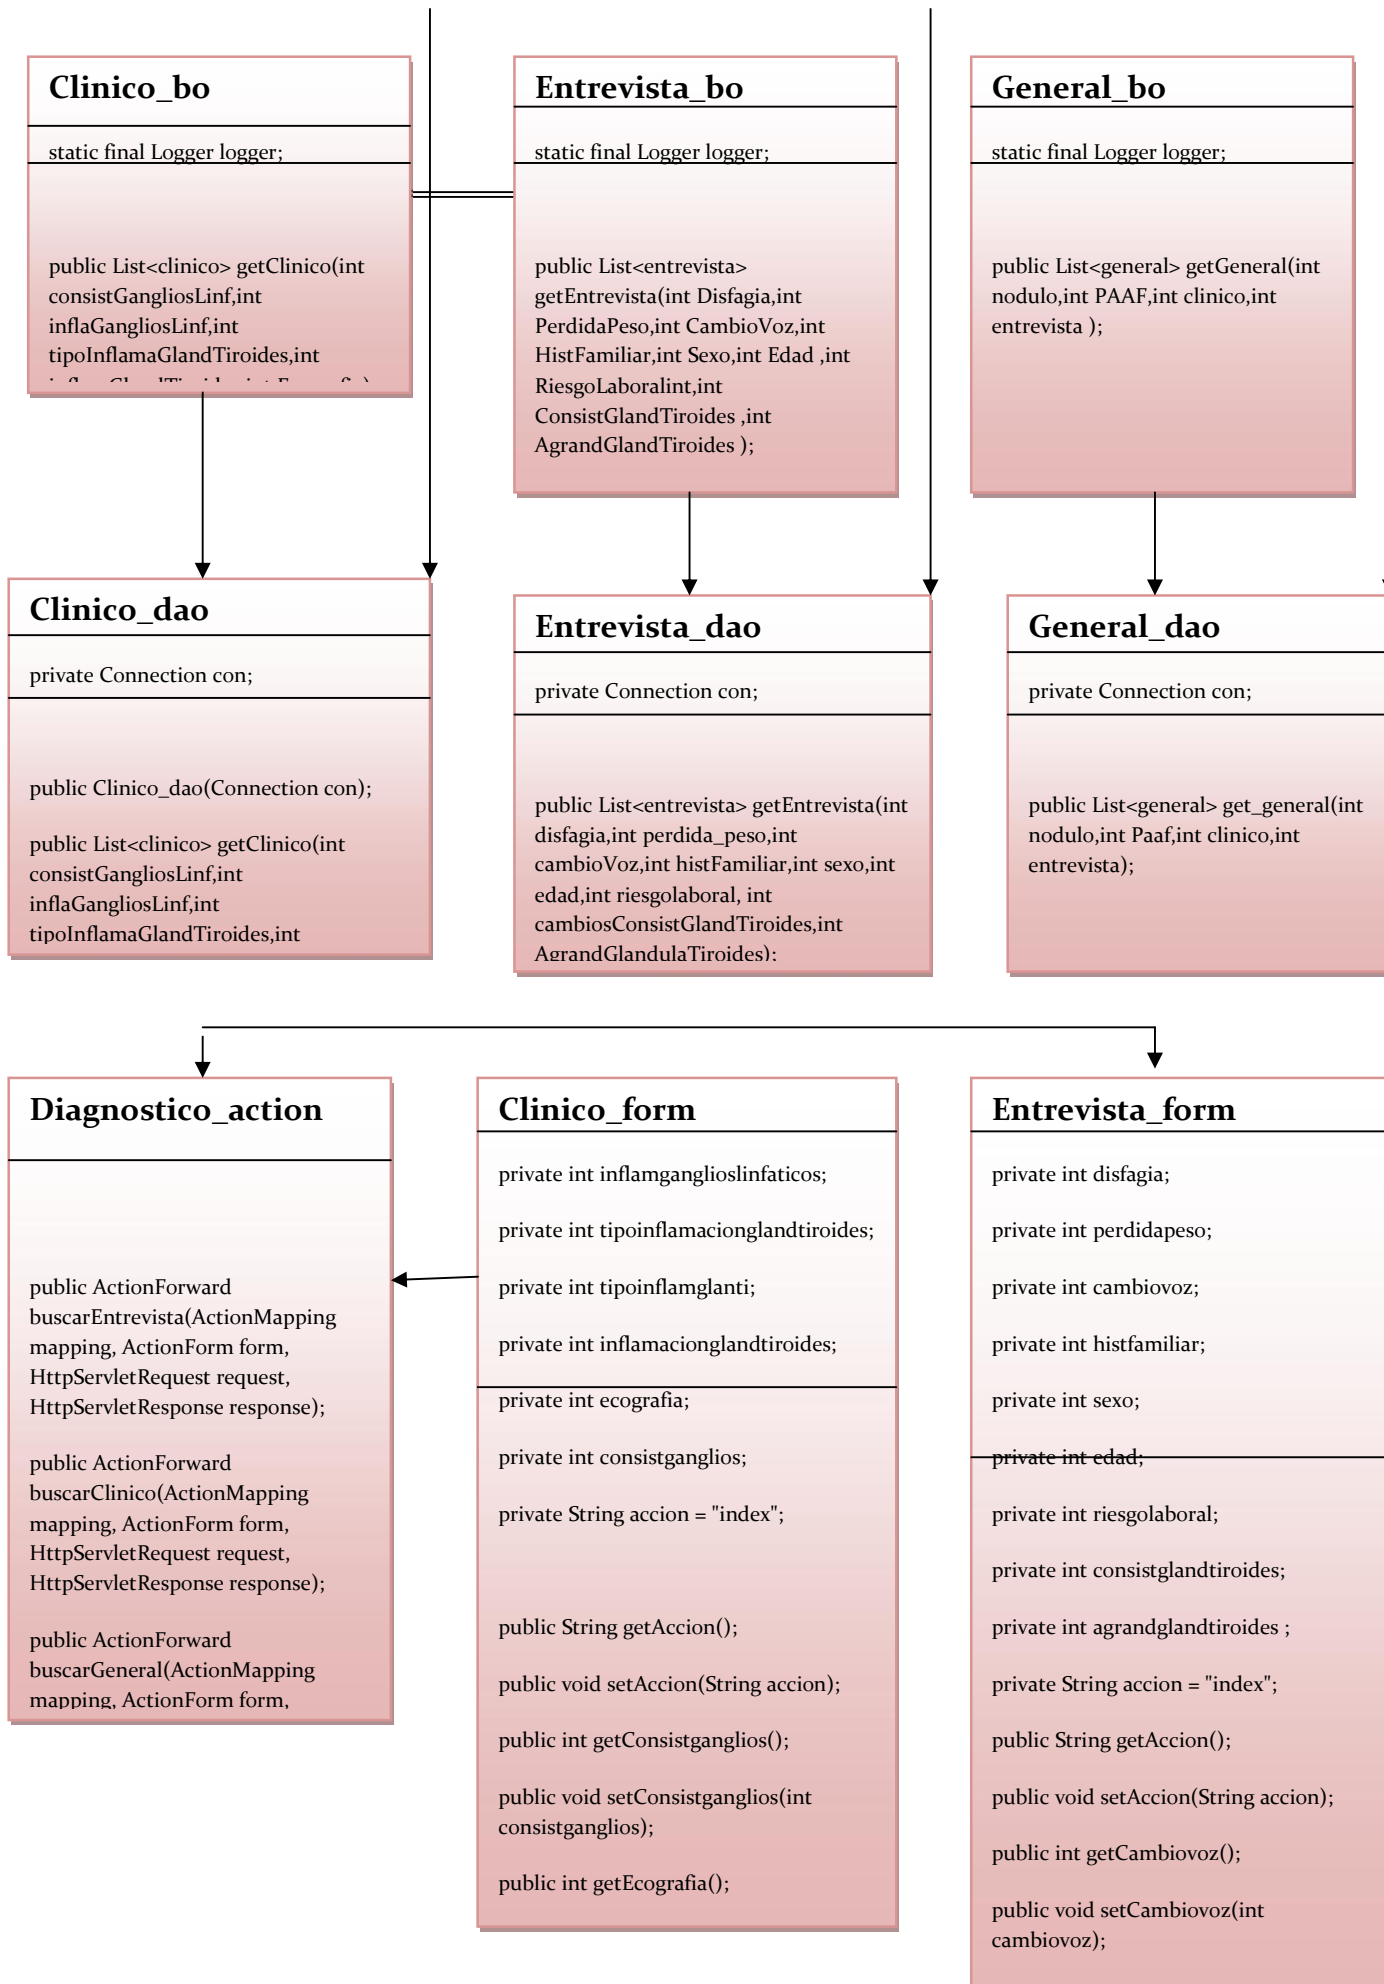 Clinico_bo
static final Logger logger;
public List<clinico> getClinico(int
consistGangliosLinf,int
inflaGangliosLinf,int
tipoInflamaGlandTiroides,int
Entrevista_bo
static final Logger logger;
public List<entrevista>
getEntrevista(int Disfagia,int
PerdidaPeso,int CambioVoz,int
HistFamiliar,int Sexo,int Edad ,int
RiesgoLaboralint,int
ConsistGlandTiroides ,int
AgrandGlandTiroides );
General_bo
static final Logger logger;
public List<general> getGeneral(int
nodulo,int PAAF,int clinico,int
entrevista );
Clinico_dao
private Connection con;
public Clinico_dao(Connection con);
public List<clinico> getClinico(int
consistGangliosLinf,int
inflaGangliosLinf,int
tipoInflamaGlandTiroides,int
Entrevista_dao
private Connection con;
public List<entrevista> getEntrevista(int
disfagia,int perdida_peso,int
cambioVoz,int histFamiliar,int sexo,int
edad,int riesgolaboral, int
cambiosConsistGlandTiroides,int
AgrandGlandulaTiroides);
General_dao
private Connection con;
public List<general> get_general(int
nodulo,int Paaf,int clinico,int
entrevista);
Diagnostico_action
public ActionForward
buscarEntrevista(ActionMapping
mapping, ActionForm form,
HttpServletRequest request,
HttpServletResponse response);
public ActionForward
buscarClinico(ActionMapping
mapping, ActionForm form,
HttpServletRequest request,
HttpServletResponse response);
public ActionForward
buscarGeneral(ActionMapping
mapping, ActionForm form,
Clinico_form
private int inflamganglioslinfaticos;
private int tipoinflamacionglandtiroides;
private int tipoinflamglanti;
private int inflamacionglandtiroides;
private int ecografia;
private int consistganglios;
private String accion = "index";
public String getAccion();
public void setAccion(String accion);
public int getConsistganglios();
public void setConsistganglios(int
consistganglios);
public int getEcografia();
Entrevista_form
private int disfagia;
private int perdidapeso;
private int cambiovoz;
private int histfamiliar;
private int sexo;
private int edad;
private int riesgolaboral;
private int consistglandtiroides;
private int agrandglandtiroides ;
private String accion = "index";
public String getAccion();
public void setAccion(String accion);
public int getCambiovoz();
public void setCambiovoz(int
cambiovoz);